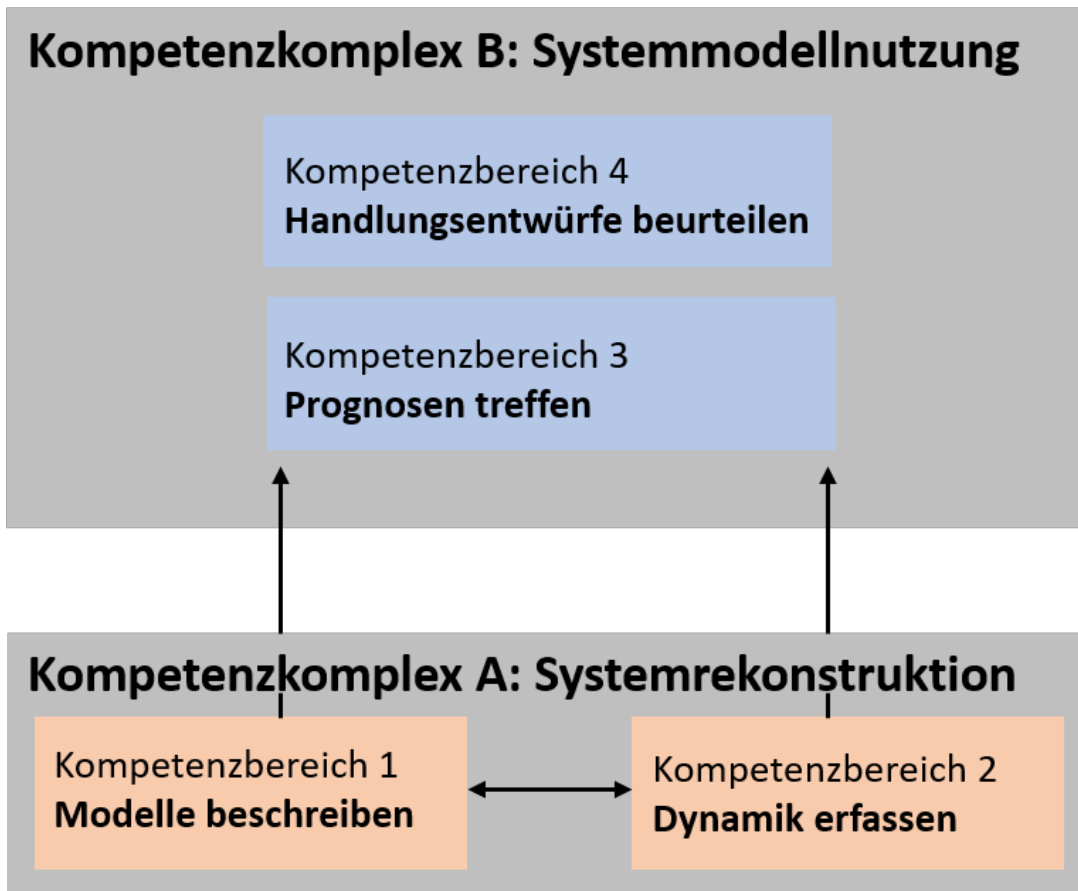 Kompetenzkomplex B: Systemmodellnutzung
Kompetenzbereich 4
Handlungsentwürfe beurteilen
Kompetenzbereich 3
Prognosen treffen
Kompetenzkomplex A: Systemrekonstruktion
Kompetenzbereich 1
Modelle beschreiben
Kompetenzbereich 2
Dynamik erfassen